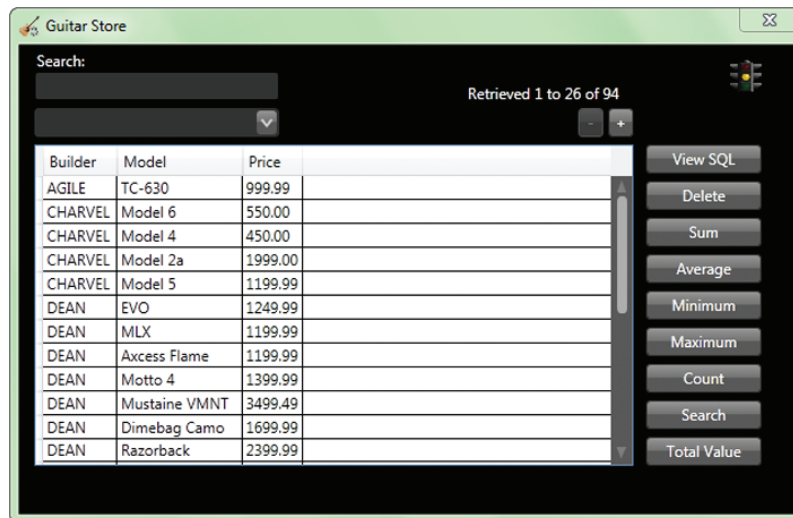 Guitar Store
Search:
Retrieved 1 to 26 of 94
- +
Builder Model Price
AGILE TC-630 999.99
CHARVEL Model 6 550.00
CHARVEL Model 4 450.00
CHARVEL Model 2a 1999.00
CHARVEL Model 5 1199.99
DEAN EVO 1249.99
DEAN MLX 1199.99
DEAN Axcess Flame 1199.99
DEAN Motto 4 1399.99
DEAN Mustaine VMNT 3499.49
DEAN Dimebag Camo 1699.99
DEAN Razorback 2399.99
View SQL
Delete
Sum
Average
Minimum
Maximum
Count
Search
Total Value